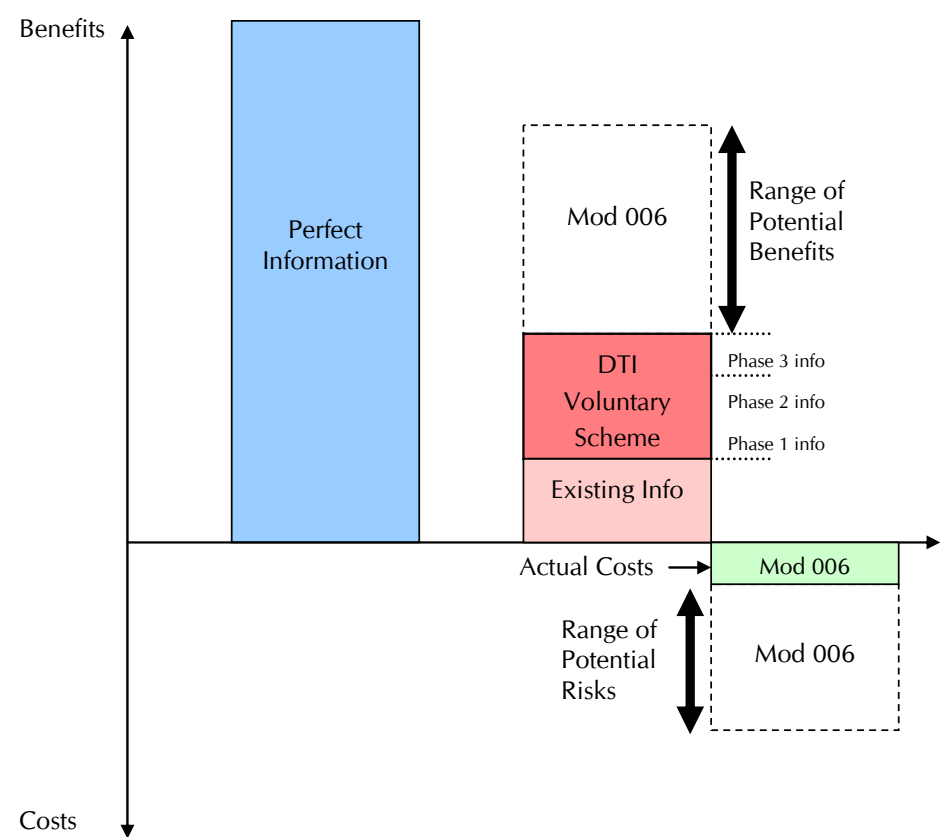 Benefits
Perfect
Information
Mod 006
Range of
Potential
Benefits
DTI
Voluntary
Scheme
Phase 3 info
Phase 2 info
Phase 1 info
Existing Info
Actual Costs
Mod 006
Range of
Potential
Risks
Mod 006
Costs